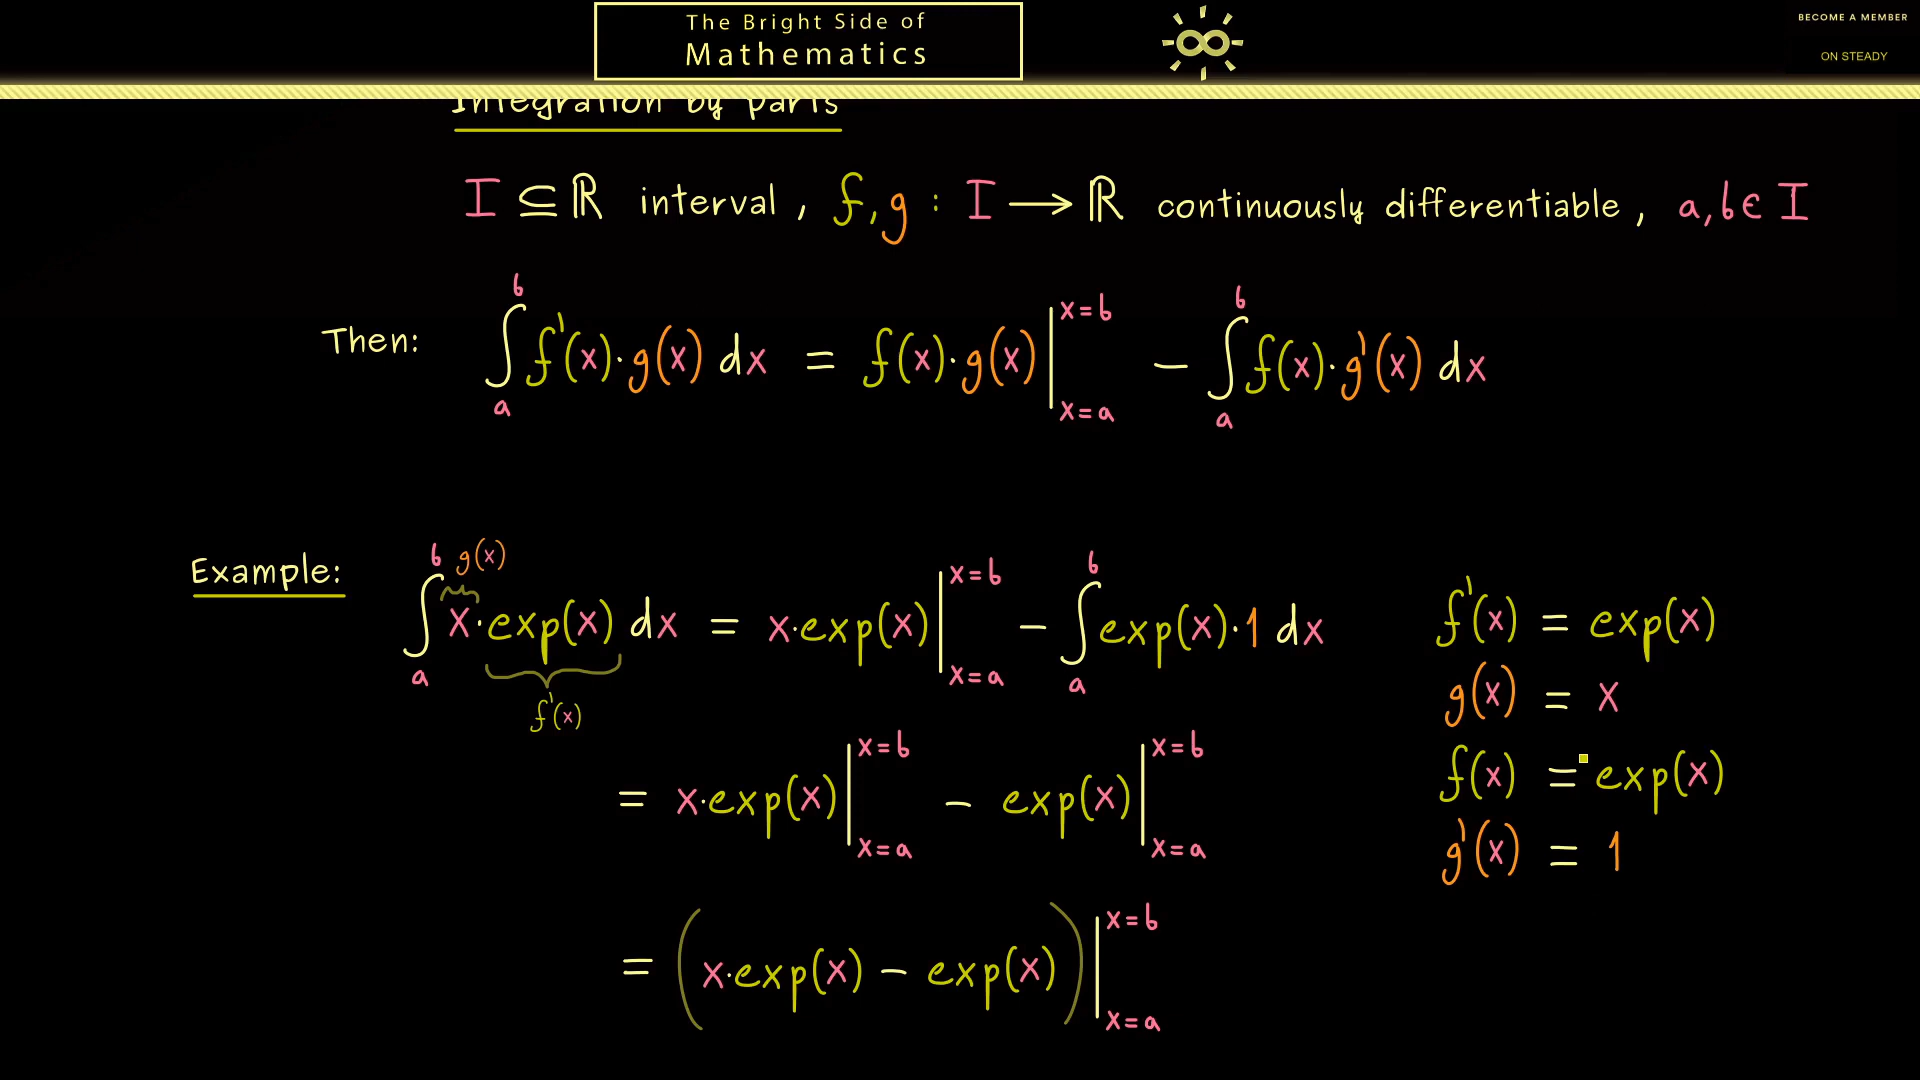 The Bright Side of
Mathematics
BECOME A MEMBER
ON STEADY
Integration by parts
I ⊆ ℝ interval , f, g : I ⟶ ℝ continuously differentiable , a, b ∈ I
Then: ∫_a^b f'(x)·g(x) dx = f(x)·g(x) |_{x=a}^{x=b} − ∫_a^b f(x)·g'(x) dx
Example: ∫_a^b x·exp(x) dx = x·exp(x) |_{x=a}^{x=b} − ∫_a^b exp(x)·1 dx
g(x)
f'(x)
= x·exp(x) |_{x=a}^{x=b} − exp(x) |_{x=a}^{x=b}
= (x·exp(x) − exp(x)) |_{x=a}^{x=b}
f'(x) = exp(x)
g(x) = x
f(x) = exp(x)
g'(x) = 1